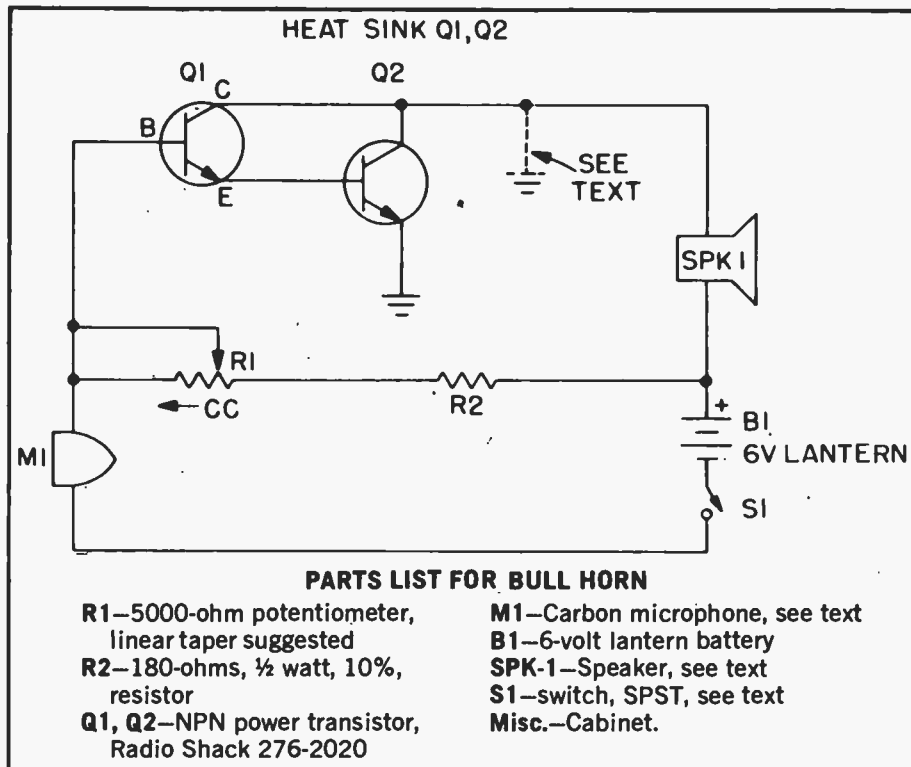 HEAT SINK Q1,Q2
Q1
Q2
C
B
E
SEE
TEXT
SPK 1
R1
CC
R2
+
B1
6V LANTERN
M1
S1
PARTS LIST FOR BULL HORN
R1—5000-ohm potentiometer,
linear taper suggested
R2—180-ohms, ½ watt, 10%,
resistor
Q1, Q2—NPN power transistor,
Radio Shack 276-2020
M1—Carbon microphone, see text
B1—6-volt lantern battery
SPK-1—Speaker, see text
S1—switch, SPST, see text
Misc.—Cabinet.